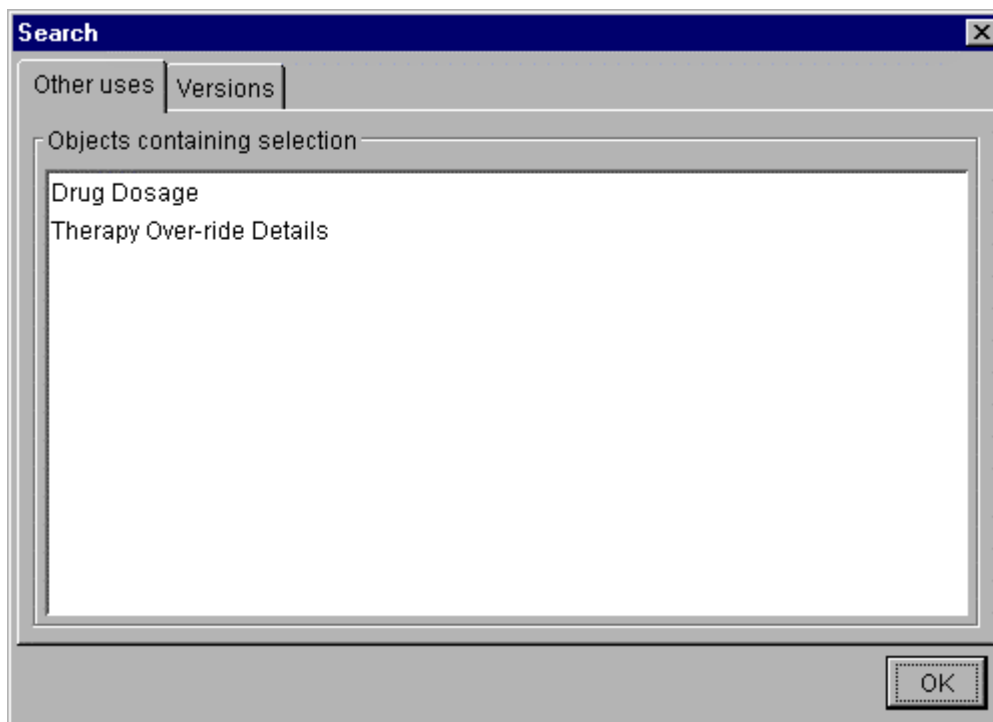 Search
Other uses
Versions
Objects containing selection
Drug Dosage
Therapy Over-ride Details
OK